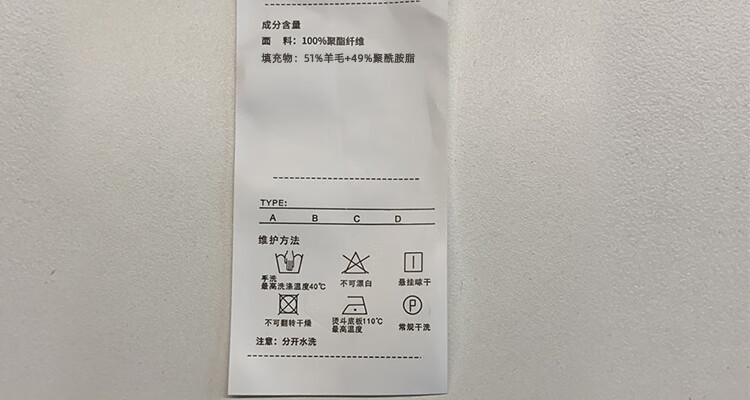 成分含量
面 料：100%聚酯纤维
填充物：51%羊毛+49%聚酰胺脂
TYPE:
A B C D
维护方法
手洗 最高洗涤温度40℃
不可漂白
悬挂晾干
P
不可翻转干燥
熨斗底板110℃ 最高温度
常规干洗
注意：分开水洗